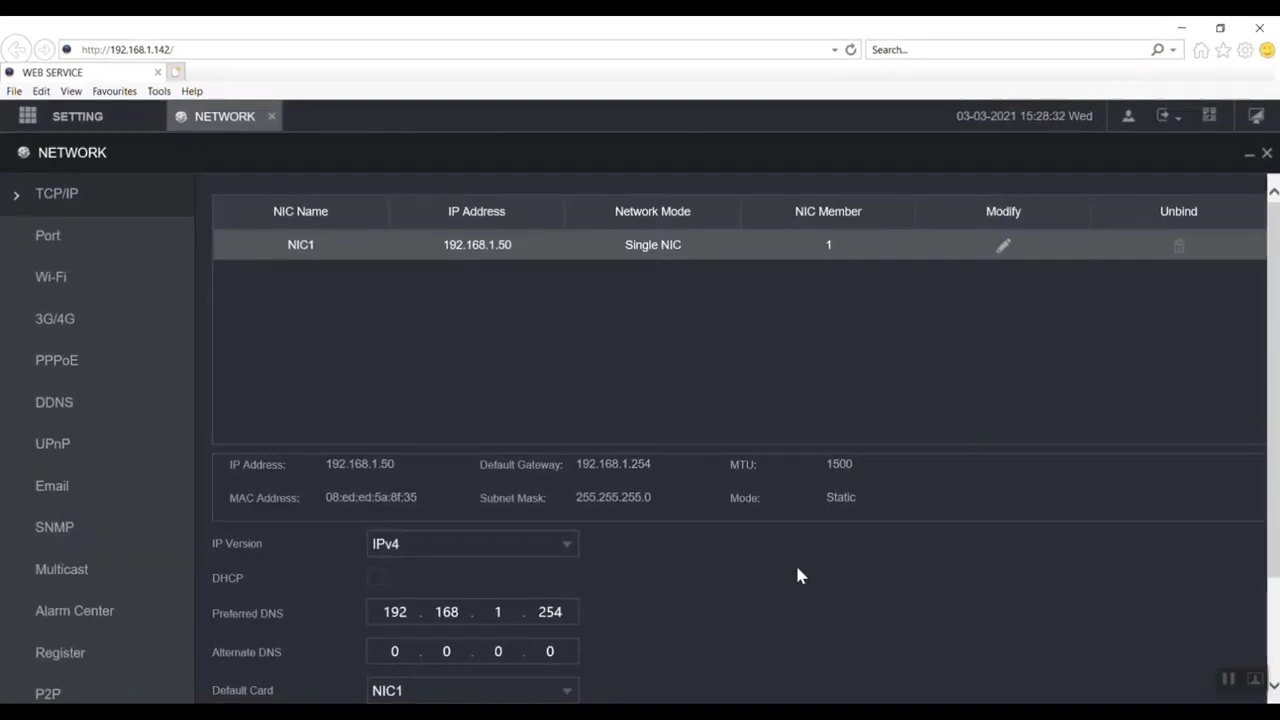 http://192.168.1.142/
Search...
WEB SERVICE
File Edit View Favourites Tools Help
SETTING NETWORK 03-03-2021 15:28:32 Wed
NETWORK
TCP/IP
Port
Wi-Fi
3G/4G
PPPoE
DDNS
UPnP
Email
SNMP
Multicast
Alarm Center
Register
P2P
NIC Name IP Address Network Mode NIC Member Modify Unbind
NIC1 192.168.1.50 Single NIC 1
IP Address: 192.168.1.50 Default Gateway: 192.168.1.254 MTU: 1500
MAC Address: 08:ed:ed:5a:8f:35 Subnet Mask: 255.255.255.0 Mode: Static
IP Version IPv4
DHCP
Preferred DNS 192 . 168 . 1 . 254
Alternate DNS 0 . 0 . 0 . 0
Default Card NIC1